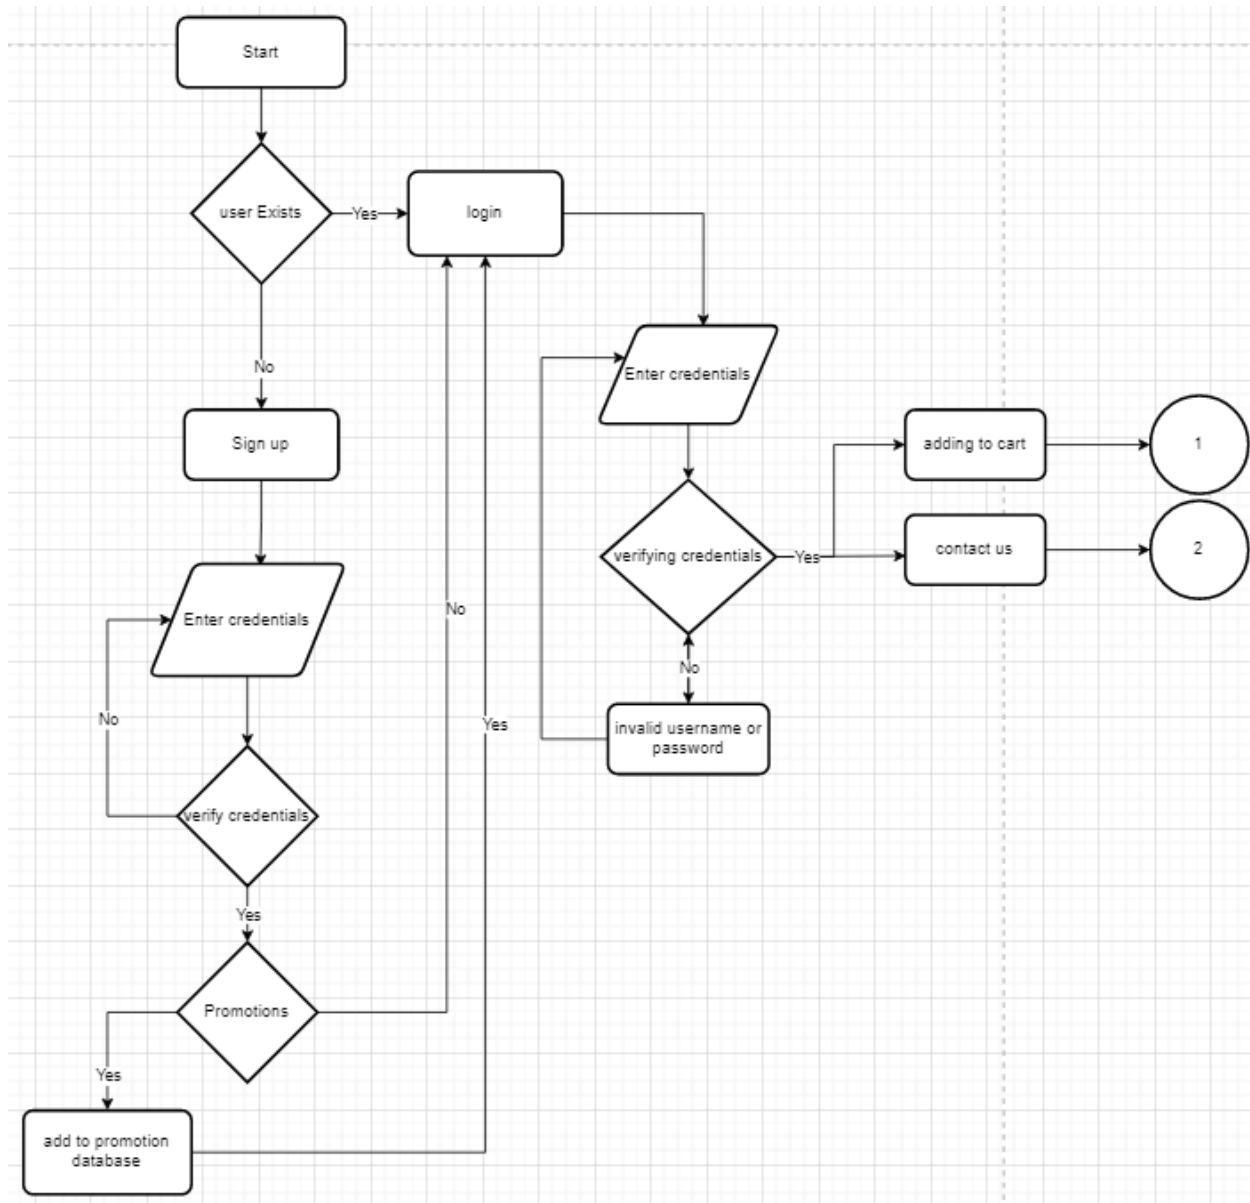 Start
user Exists
Yes
login
No
Sign up
Enter credentials
No
verify credentials
Yes
Promotions
Yes
add to promotion
database
No
Yes
Enter credentials
verifying credentials
Yes
No
invalid username or
password
adding to cart
1
contact us
2